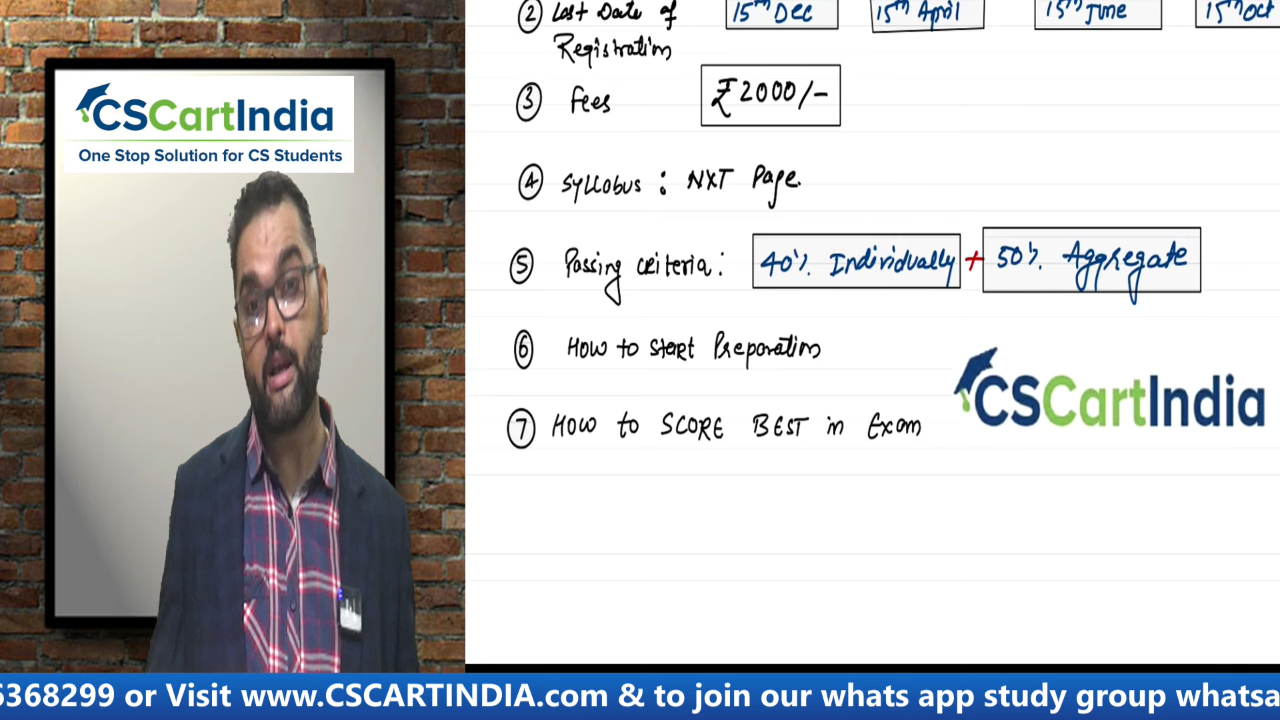 CSCartIndia
One Stop Solution for CS Students
② Last Date of 15th Dec 15th April 15th June 15th Oct
Registration
③ Fees ₹2000/-
④ Syllobus : NXT Page.
⑤ Passing criteria: 40% Individually + 50% Aggregate
⑥ How to start Preparation
CSCartIndia
⑦ How to SCORE BEST in Exam
5368299 or Visit www.CSCARTINDIA.com & to join our whats app study group whatsa